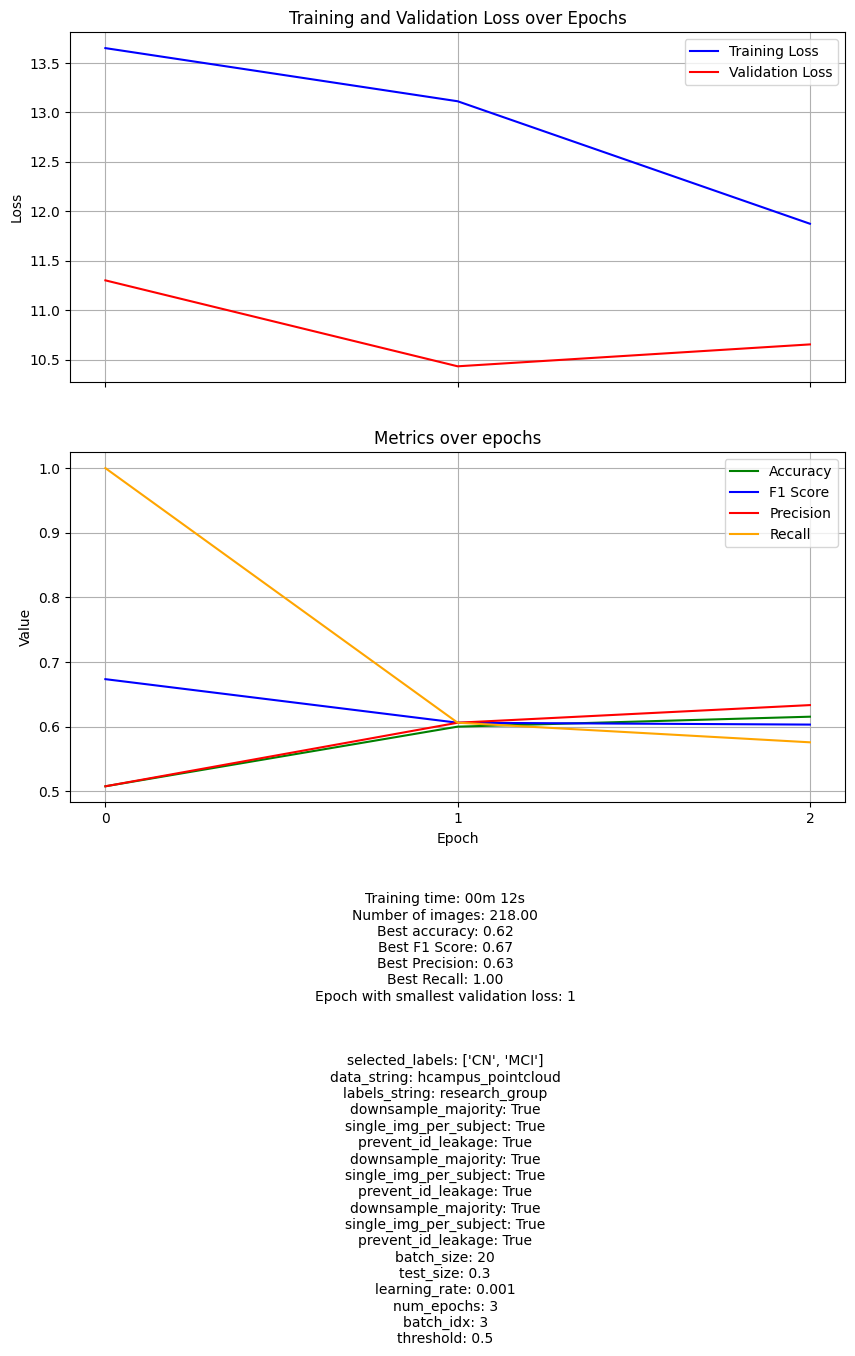 Training and Validation Loss over Epochs
Training Loss
Validation Loss
13.5
13.0
12.5
12.0
11.5
11.0
10.5
Loss
Metrics over epochs
Accuracy
F1 Score
Precision
Recall
1.0
0.9
0.8
0.7
0.6
0.5
Value
0 1 2
Epoch
Training time: 00m 12s
Number of images: 218.00
Best accuracy: 0.62
Best F1 Score: 0.67
Best Precision: 0.63
Best Recall: 1.00
Epoch with smallest validation loss: 1
selected_labels: ['CN', 'MCI']
data_string: hcampus_pointcloud
labels_string: research_group
downsample_majority: True
single_img_per_subject: True
prevent_id_leakage: True
downsample_majority: True
single_img_per_subject: True
prevent_id_leakage: True
downsample_majority: True
single_img_per_subject: True
prevent_id_leakage: True
batch_size: 20
test_size: 0.3
learning_rate: 0.001
num_epochs: 3
batch_idx: 3
threshold: 0.5